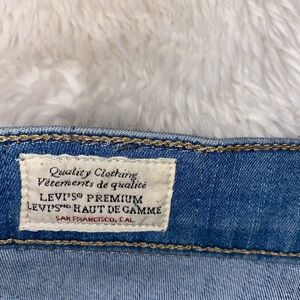 Quality Clothing
Vêtements de qualité
LEVI'S® PREMIUM
LEVI'S® HAUT DE GAMME
SAN FRANCISCO, CAL.